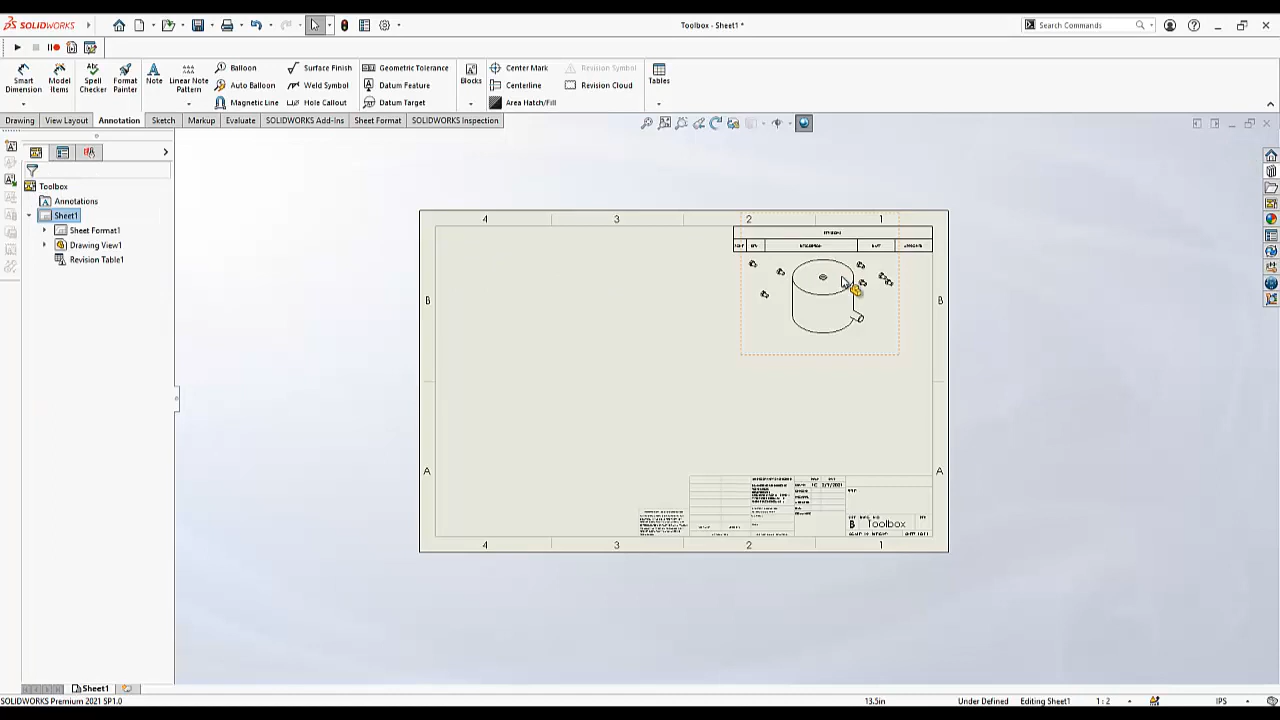 SOLIDWORKS
Toolbox - Sheet1 *
Search Commands
Smart Dimension
Model Items
Spell Checker
Format Painter
Note
Linear Note Pattern
Balloon
Auto Balloon
Magnetic Line
Surface Finish
Weld Symbol
Hole Callout
Geometric Tolerance
Datum Feature
Datum Target
Blocks
Center Mark
Centerline
Area Hatch/Fill
Revision Symbol
Revision Cloud
Tables
Drawing View Layout Annotation Sketch Markup Evaluate SOLIDWORKS Add-Ins Sheet Format SOLIDWORKS Inspection
Toolbox
Annotations
Sheet1
Sheet Format1
Drawing View1
Revision Table1
4 3 2 1
REVISIONS
B B
A A
B Toolbox
4 3 2 1
Sheet1
SOLIDWORKS Premium 2021 SP1.0
13.5in Under Defined Editing Sheet1 1 : 2 IPS